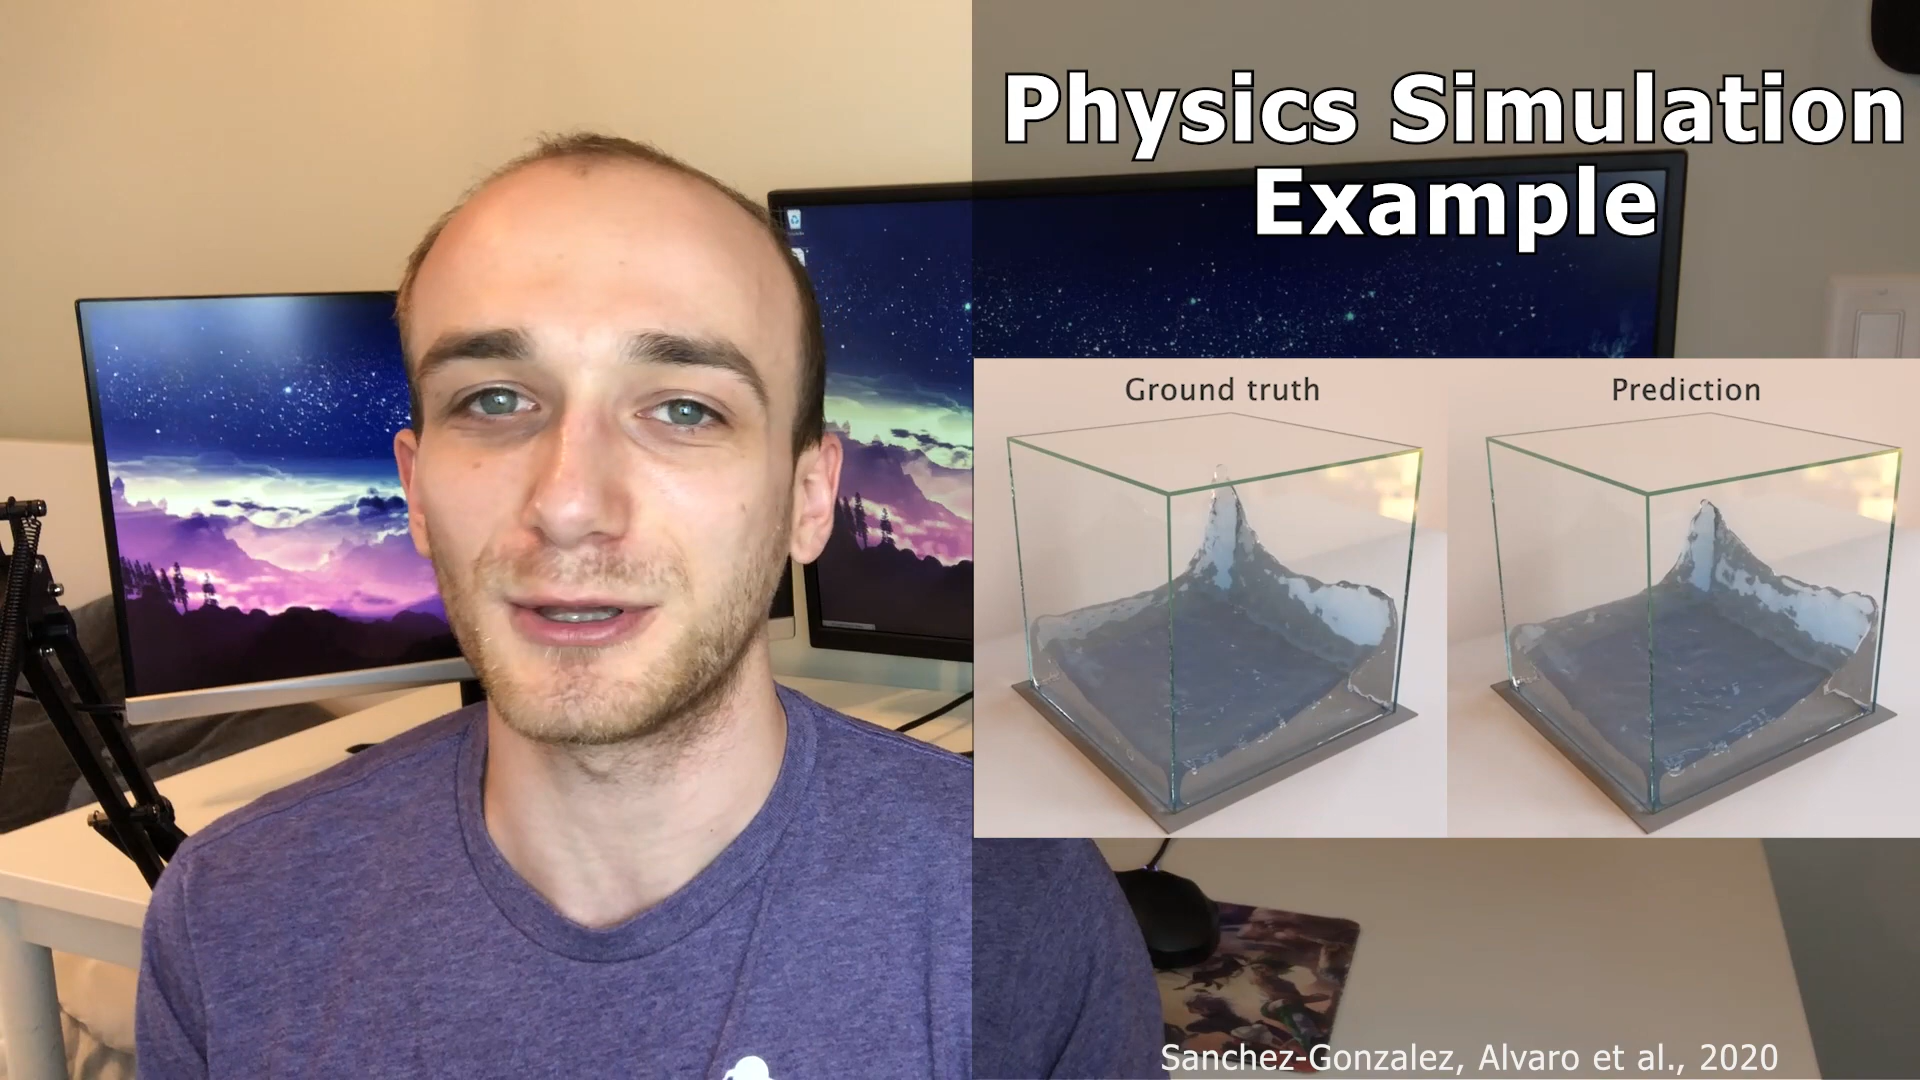 Physics Simulation
Example
Ground truth
Prediction
Sanchez-Gonzalez, Alvaro et al., 2020